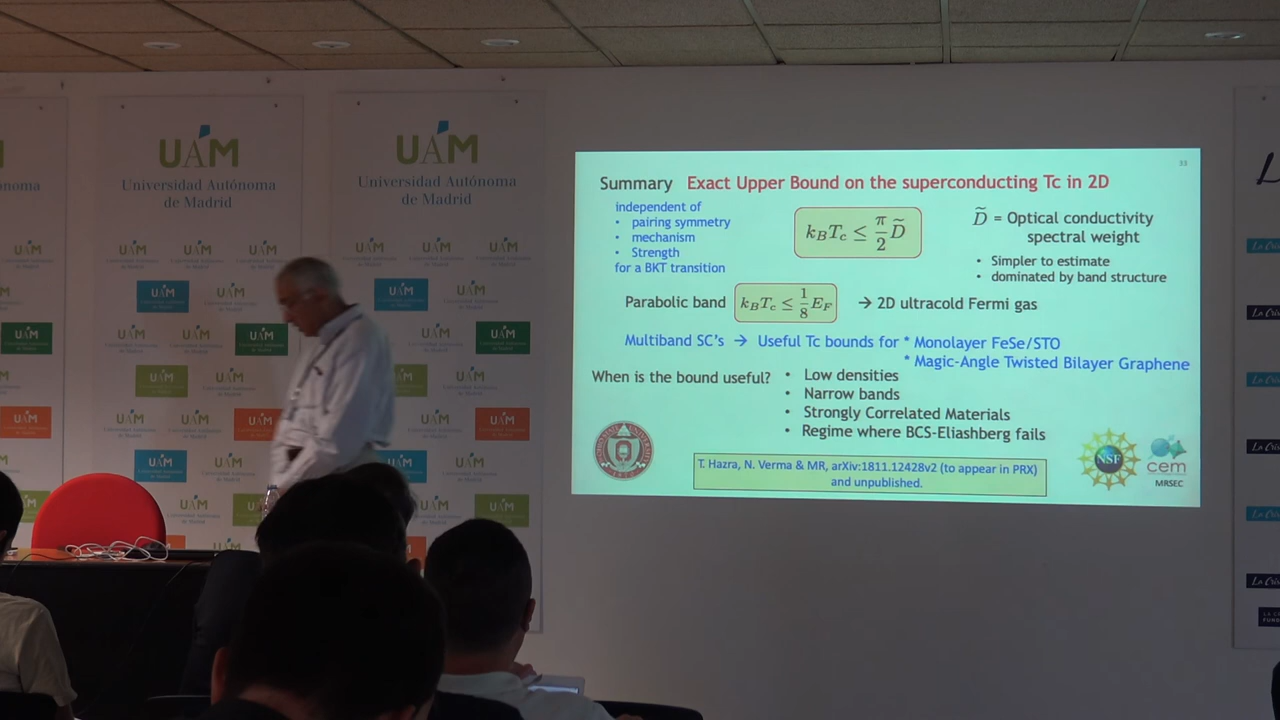 UAM
Universidad Autónoma
de Madrid
UAM
Universidad Autónoma
de Madrid
33
Summary Exact Upper Bound on the superconducting Tc in 2D
independent of
• pairing symmetry
• mechanism
• Strength
for a BKT transition
k_B T_c ≤ π/2 D̃
D̃ = Optical conductivity
spectral weight
• Simpler to estimate
• dominated by band structure
Parabolic band k_B T_c ≤ 1/8 E_F → 2D ultracold Fermi gas
Multiband SC's → Useful Tc bounds for * Monolayer FeSe/STO
* Magic-Angle Twisted Bilayer Graphene
When is the bound useful?
• Low densities
• Narrow bands
• Strongly Correlated Materials
• Regime where BCS-Eliashberg fails
T. Hazra, N. Verma & MR, arXiv:1811.12428v2 (to appear in PRX)
and unpublished.
NSF
cem
MRSEC